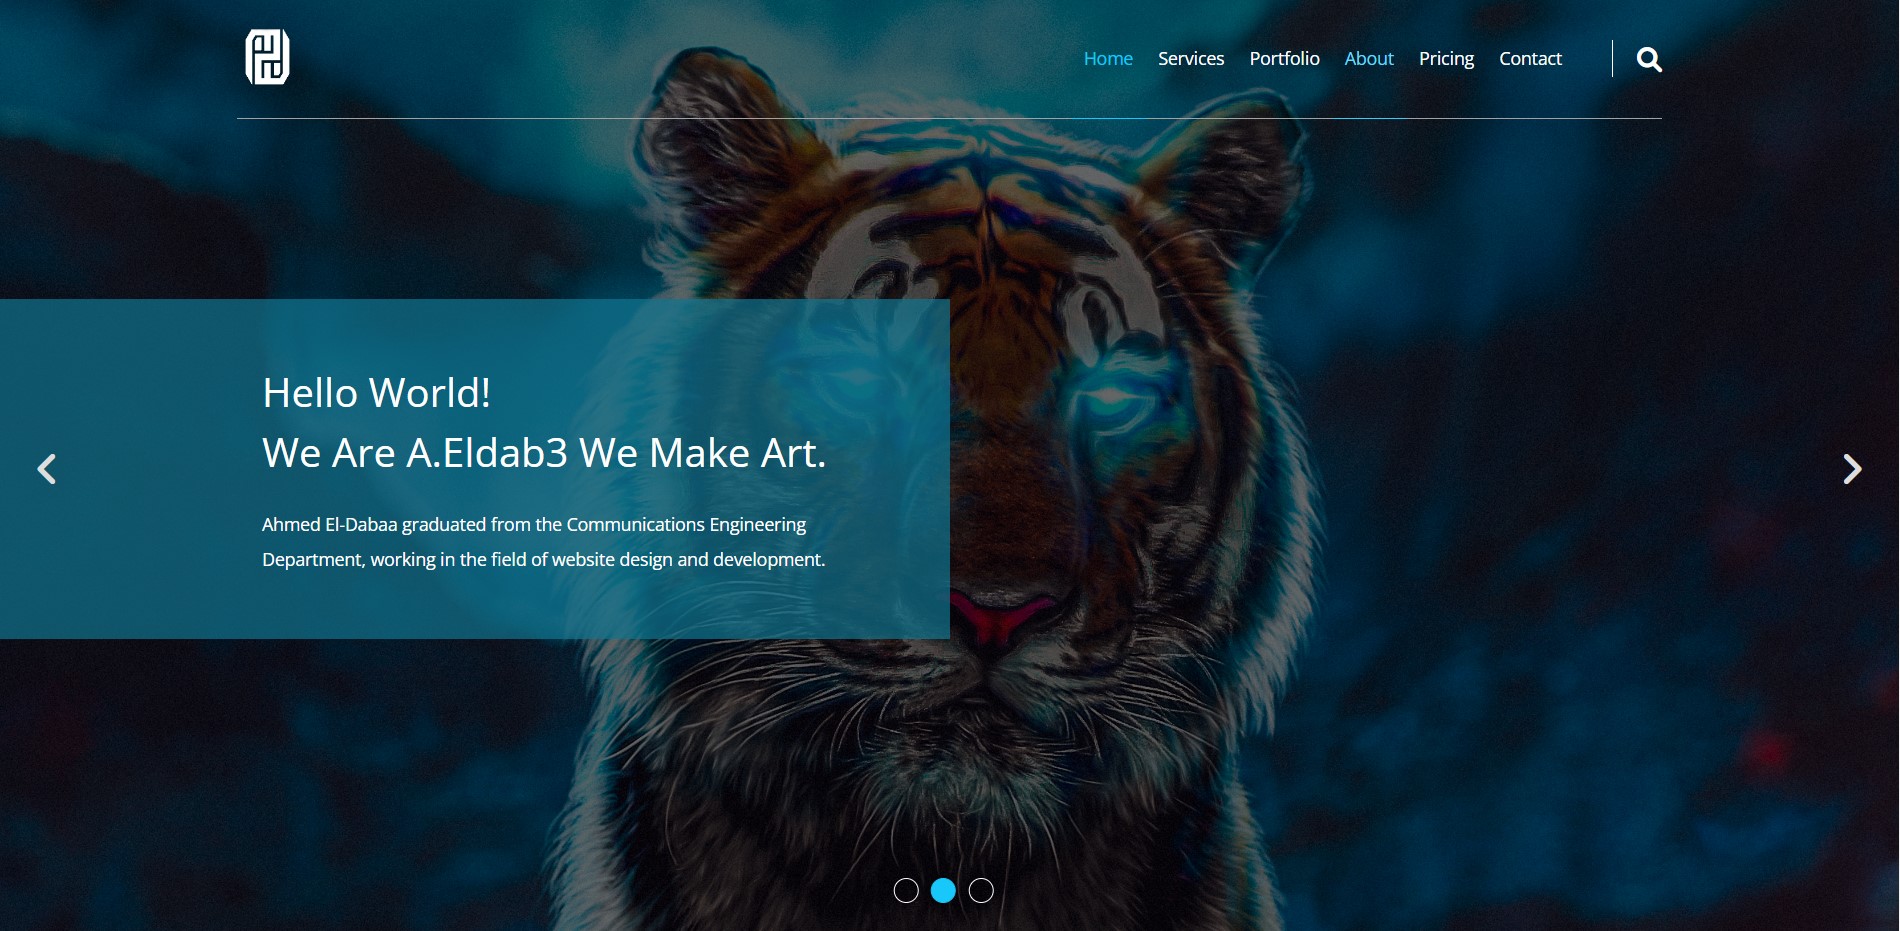 Home Services Portfolio About Pricing Contact
Hello World!
We Are A.Eldab3 We Make Art.
Ahmed El-Dabaa graduated from the Communications Engineering
Department, working in the field of website design and development.